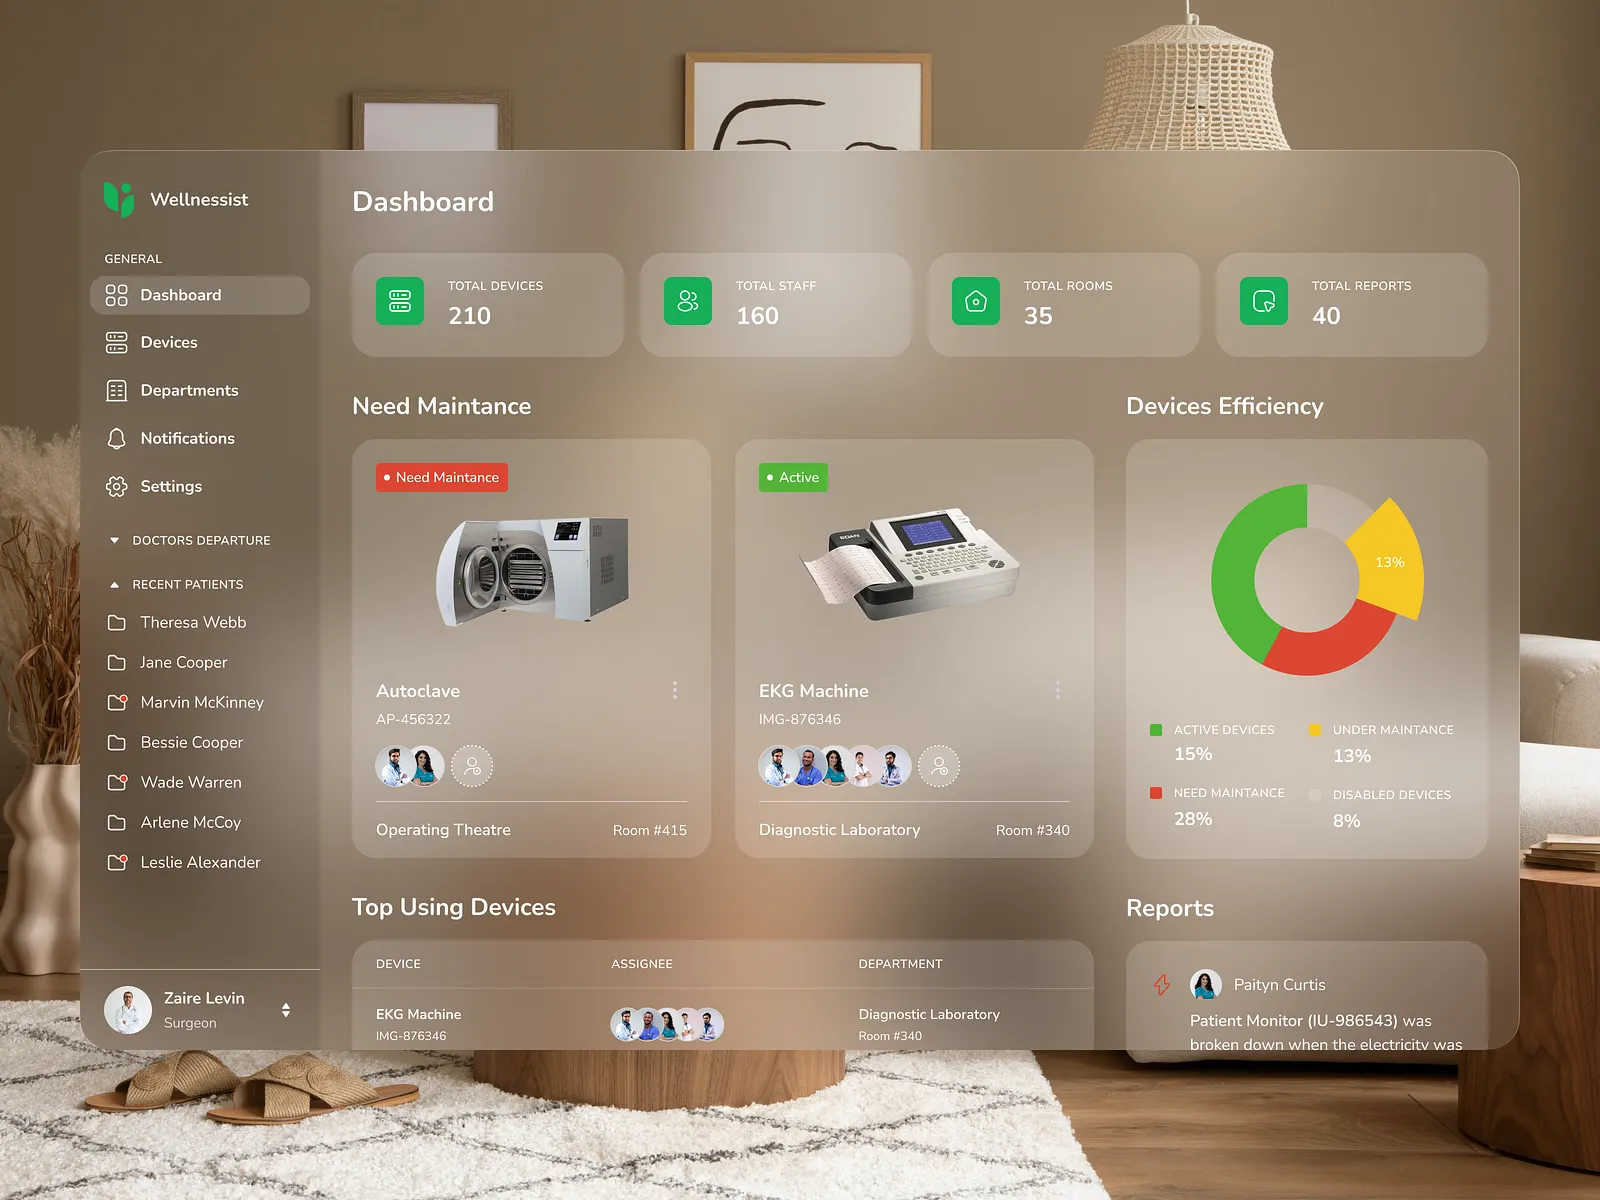 Wellnessist
GENERAL
Dashboard
Devices
Departments
Notifications
Settings
DOCTORS DEPARTURE
RECENT PATIENTS
Theresa Webb
Jane Cooper
Marvin McKinney
Bessie Cooper
Wade Warren
Arlene McCoy
Leslie Alexander
Zaire Levin
Surgeon
Dashboard
TOTAL DEVICES
210
TOTAL STAFF
160
TOTAL ROOMS
35
TOTAL REPORTS
40
Need Maintance
Need Maintance
Autoclave
AP-456322
Operating Theatre
Room #415
Active
EDAN
EKG Machine
IMG-876346
Diagnostic Laboratory
Room #340
Devices Efficiency
13%
ACTIVE DEVICES
15%
UNDER MAINTANCE
13%
NEED MAINTANCE
28%
DISABLED DEVICES
8%
Top Using Devices
DEVICE
ASSIGNEE
DEPARTMENT
EKG Machine
IMG-876346
Diagnostic Laboratory
Room #340
Reports
Paityn Curtis
Patient Monitor (IU-986543) was
broken down when the electricity was